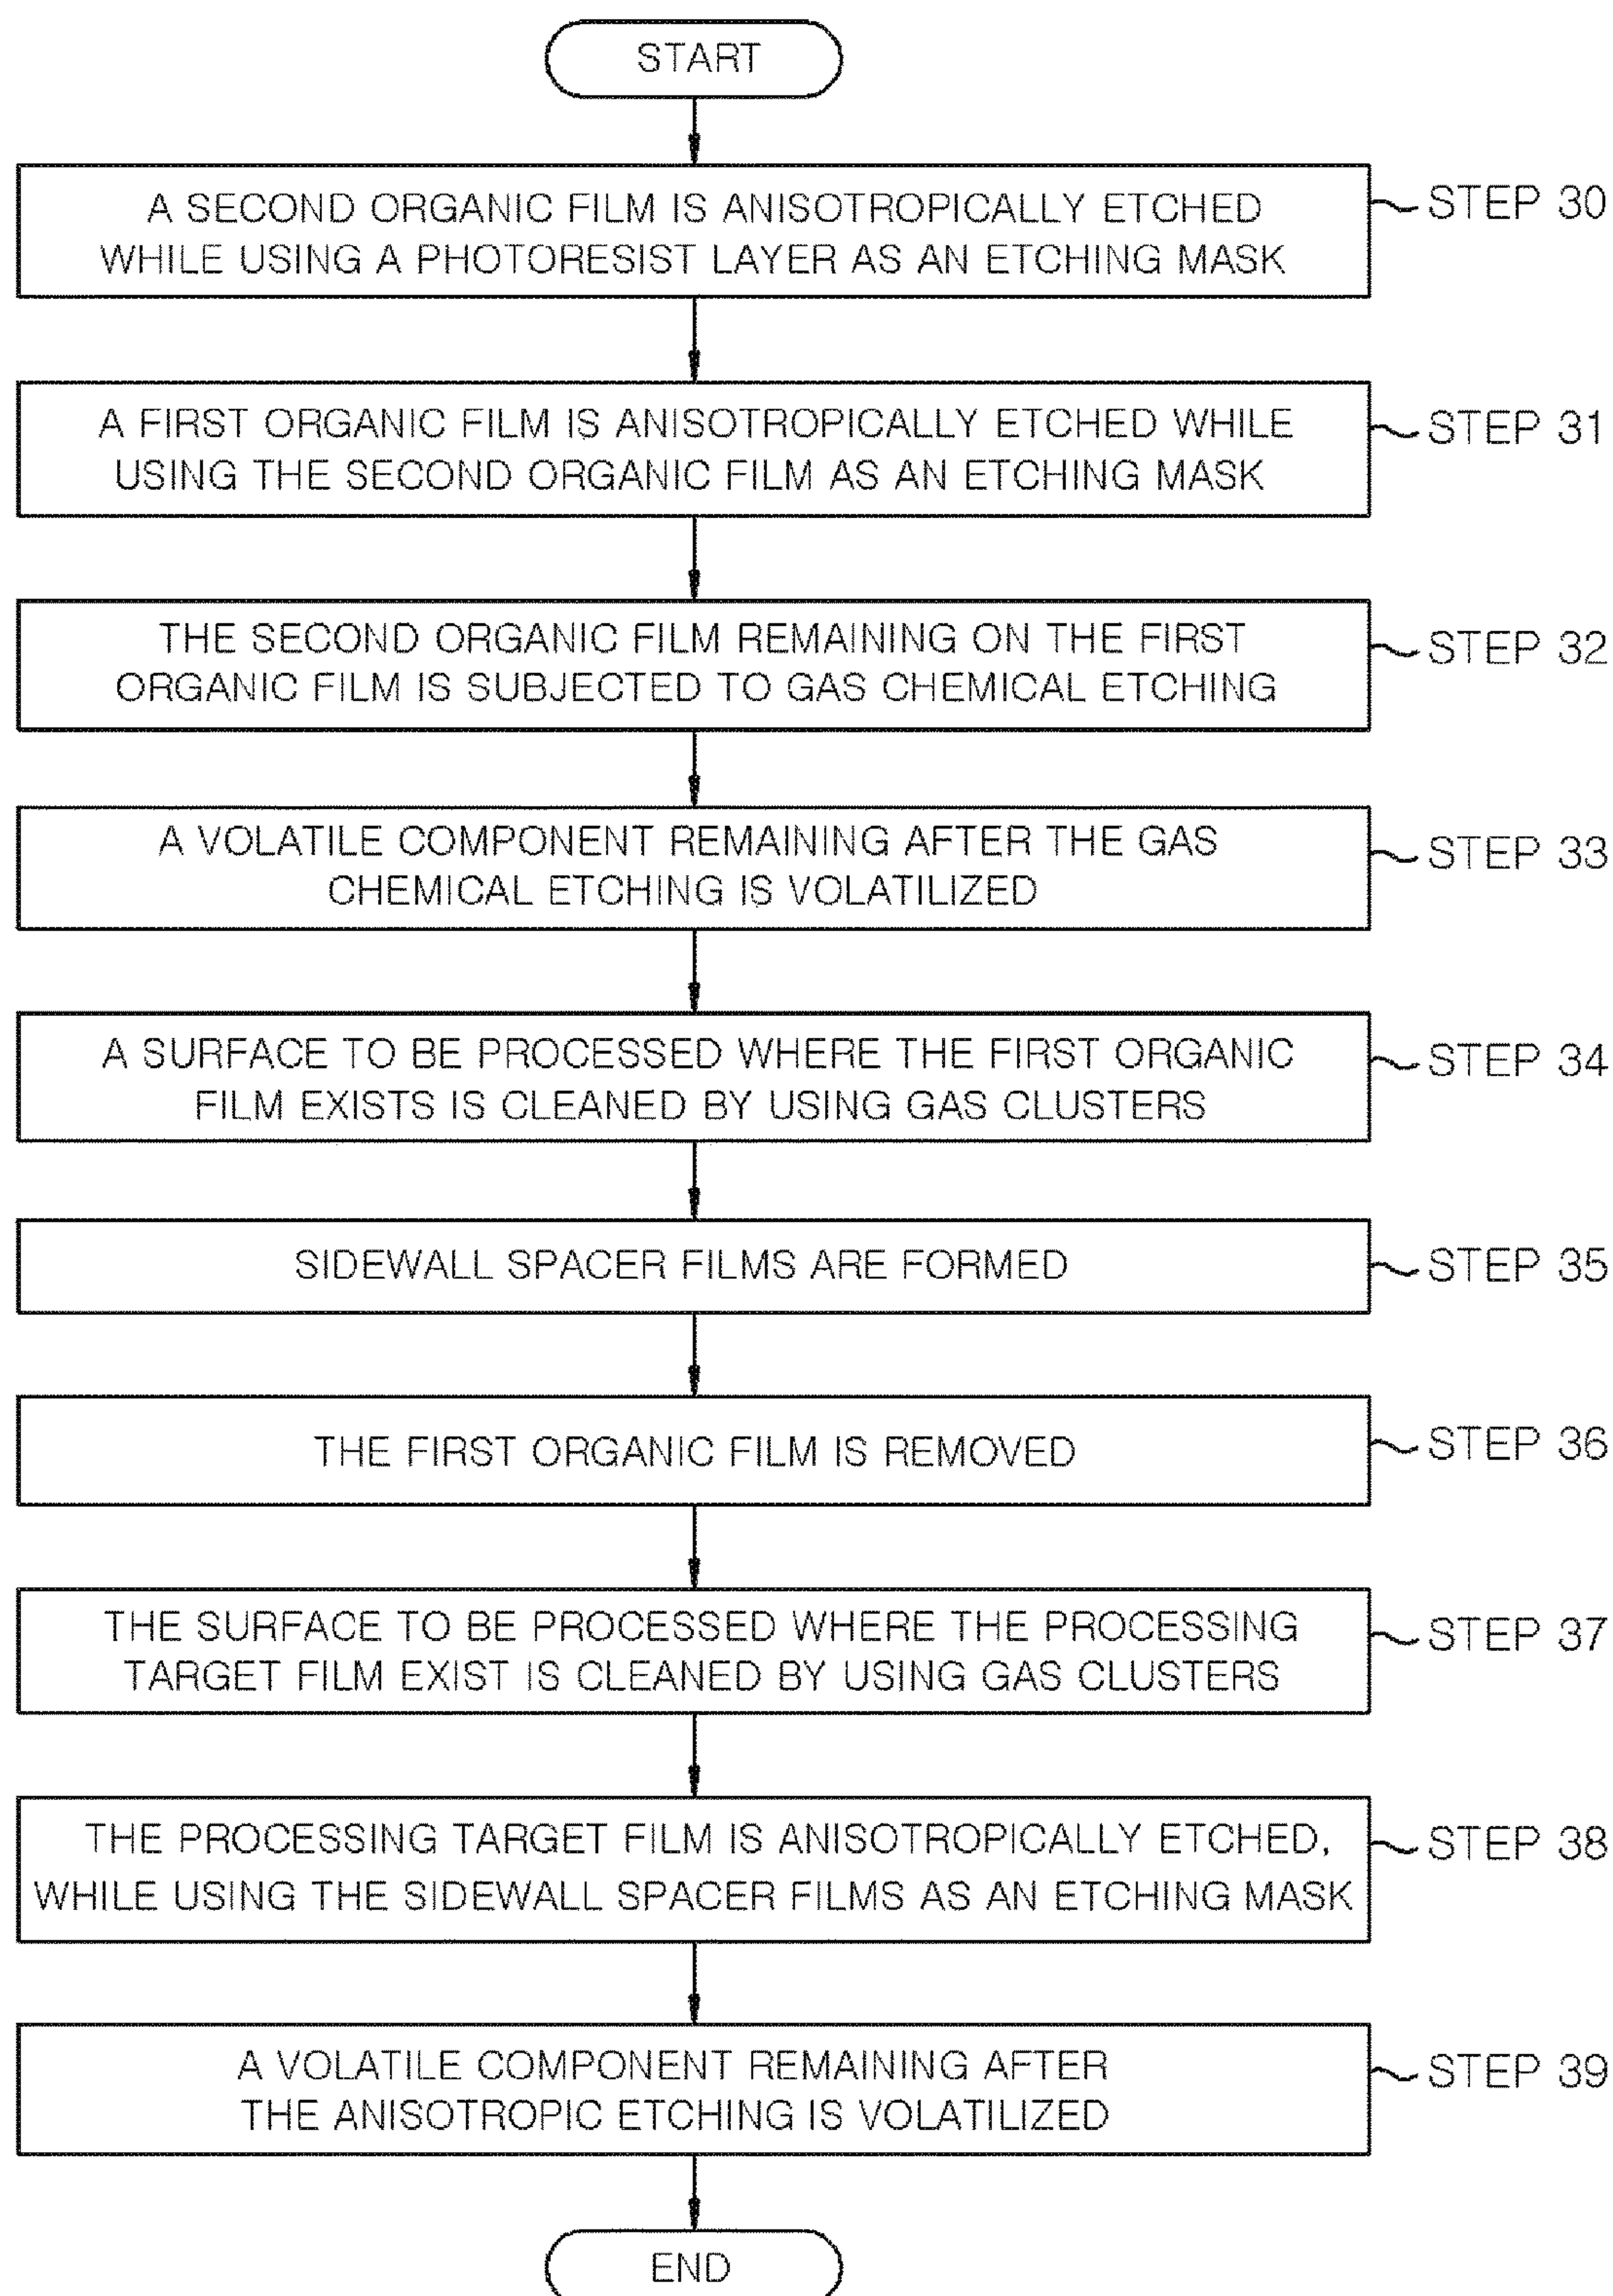 START
A SECOND ORGANIC FILM IS ANISOTROPICALLY ETCHED
WHILE USING A PHOTORESIST LAYER AS AN ETCHING MASK
STEP 30
A FIRST ORGANIC FILM IS ANISOTROPICALLY ETCHED WHILE
USING THE SECOND ORGANIC FILM AS AN ETCHING MASK
STEP 31
THE SECOND ORGANIC FILM REMAINING ON THE FIRST
ORGANIC FILM IS SUBJECTED TO GAS CHEMICAL ETCHING
STEP 32
A VOLATILE COMPONENT REMAINING AFTER THE GAS
CHEMICAL ETCHING IS VOLATILIZED
STEP 33
A SURFACE TO BE PROCESSED WHERE THE FIRST ORGANIC
FILM EXISTS IS CLEANED BY USING GAS CLUSTERS
STEP 34
SIDEWALL SPACER FILMS ARE FORMED
STEP 35
THE FIRST ORGANIC FILM IS REMOVED
STEP 36
THE SURFACE TO BE PROCESSED WHERE THE PROCESSING
TARGET FILM EXIST IS CLEANED BY USING GAS CLUSTERS
STEP 37
THE PROCESSING TARGET FILM IS ANISOTROPICALLY ETCHED,
WHILE USING THE SIDEWALL SPACER FILMS AS AN ETCHING MASK
STEP 38
A VOLATILE COMPONENT REMAINING AFTER
THE ANISOTROPIC ETCHING IS VOLATILIZED
STEP 39
END